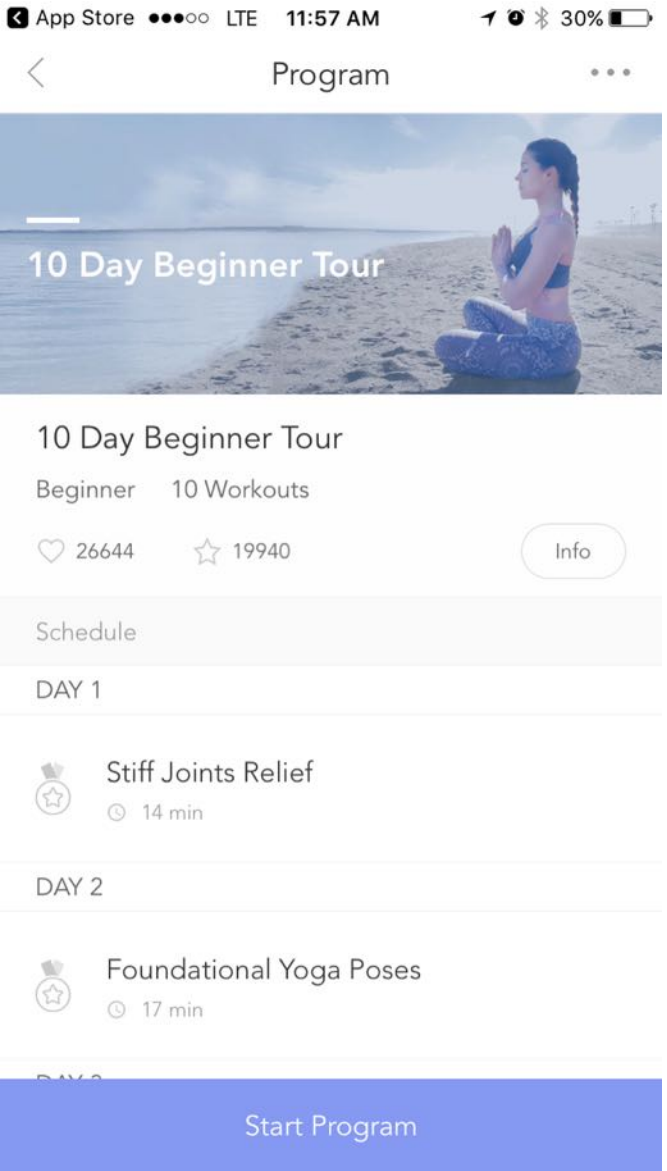 App Store LTE 11:57 AM 30%
Program
10 Day Beginner Tour
10 Day Beginner Tour
Beginner 10 Workouts
26644 19940 Info
Schedule
DAY 1
Stiff Joints Relief
14 min
DAY 2
Foundational Yoga Poses
17 min
Start Program